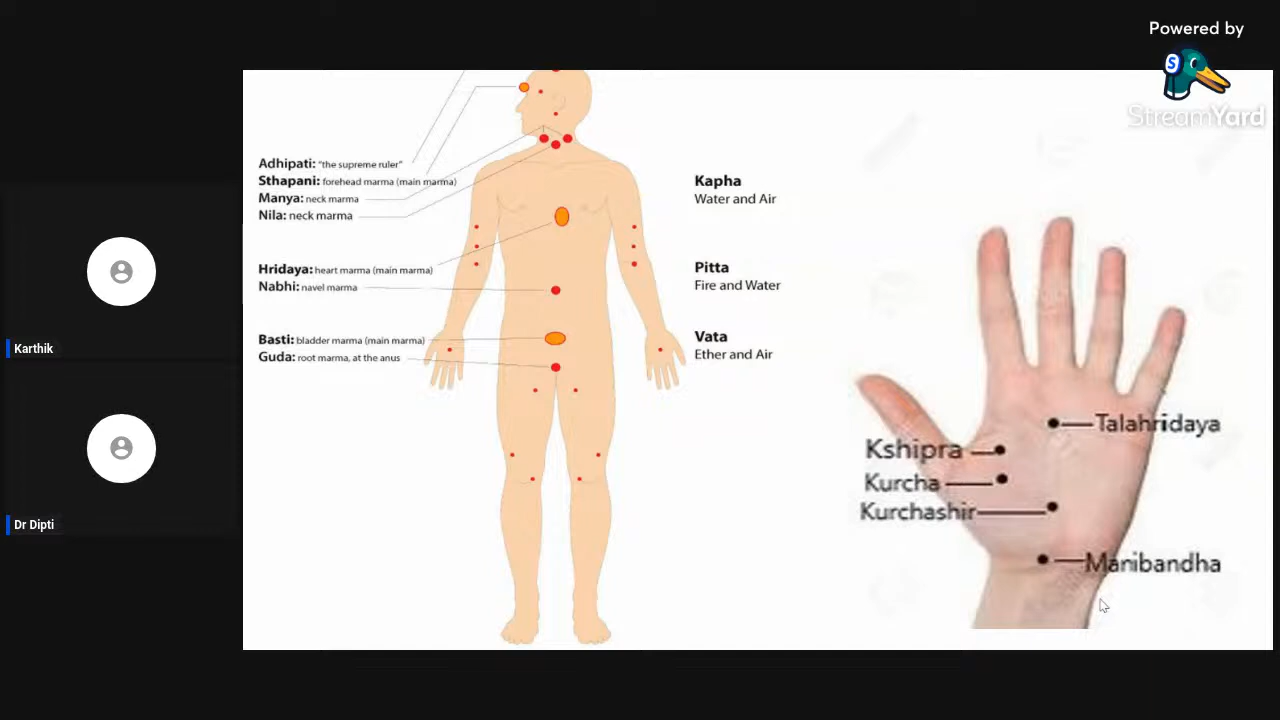 Powered by
S
StreamYard
Adhipati: "the supreme ruler"
Sthapani: forehead marma (main marma)
Manya: neck marma
Nila: neck marma
Hridaya: heart marma (main marma)
Nabhi: navel marma
Basti: bladder marma (main marma)
Guda: root marma, at the anus
Kapha
Water and Air
Pitta
Fire and Water
Vata
Ether and Air
Talahridaya
Kshipra
Kurcha
Kurchashir
Manibandha
Karthik
Dr Dipti